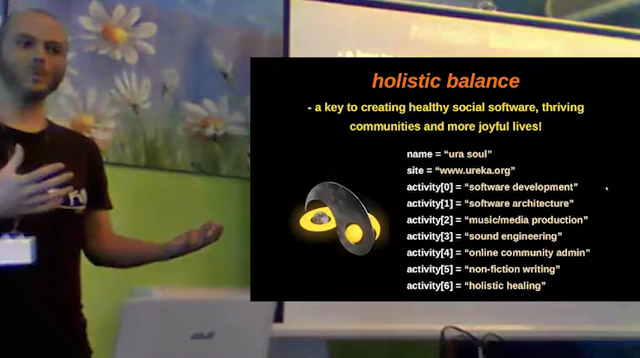 holistic balance
- a key to creating healthy social software, thriving
communities and more joyful lives!
name = “ura soul”
site = “www.ureka.org”
activity[0] = “software development”
activity[1] = “software architecture”
activity[2] = “music/media production”
activity[3] = “sound engineering”
activity[4] = “online community admin”
activity[5] = “non-fiction writing”
activity[6] = “holistic healing”